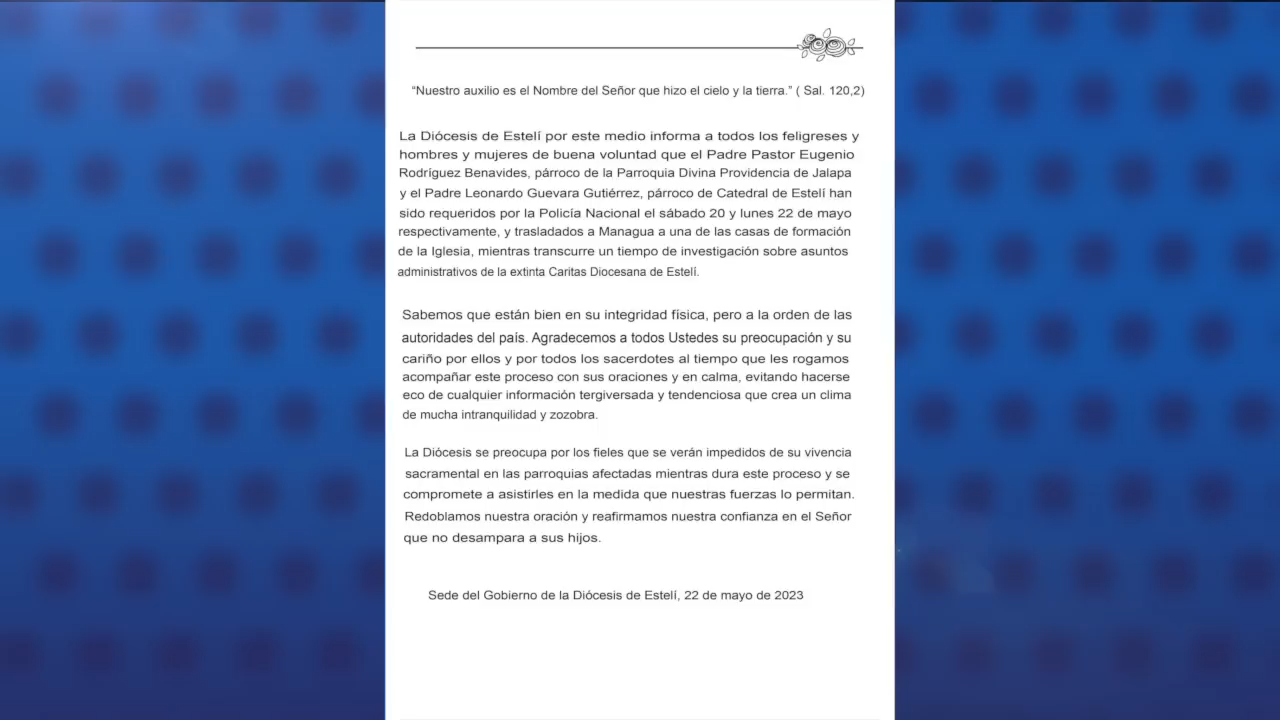 “Nuestro auxilio es el Nombre del Señor que hizo el cielo y la tierra.” ( Sal. 120,2)
La Diócesis de Estelí por este medio informa a todos los feligreses y
hombres y mujeres de buena voluntad que el Padre Pastor Eugenio
Rodríguez Benavides, párroco de la Parroquia Divina Providencia de Jalapa
y el Padre Leonardo Guevara Gutiérrez, párroco de Catedral de Estelí han
sido requeridos por la Policía Nacional el sábado 20 y lunes 22 de mayo
respectivamente, y trasladados a Managua a una de las casas de formación
de la Iglesia, mientras transcurre un tiempo de investigación sobre asuntos
administrativos de la extinta Caritas Diocesana de Estelí.
Sabemos que están bien en su integridad física, pero a la orden de las
autoridades del país. Agradecemos a todos Ustedes su preocupación y su
cariño por ellos y por todos los sacerdotes al tiempo que les rogamos
acompañar este proceso con sus oraciones y en calma, evitando hacerse
eco de cualquier información tergiversada y tendenciosa que crea un clima
de mucha intranquilidad y zozobra.
La Diócesis se preocupa por los fieles que se verán impedidos de su vivencia
sacramental en las parroquias afectadas mientras dura este proceso y se
compromete a asistirles en la medida que nuestras fuerzas lo permitan.
Redoblamos nuestra oración y reafirmamos nuestra confianza en el Señor
que no desampara a sus hijos.
Sede del Gobierno de la Diócesis de Estelí, 22 de mayo de 2023